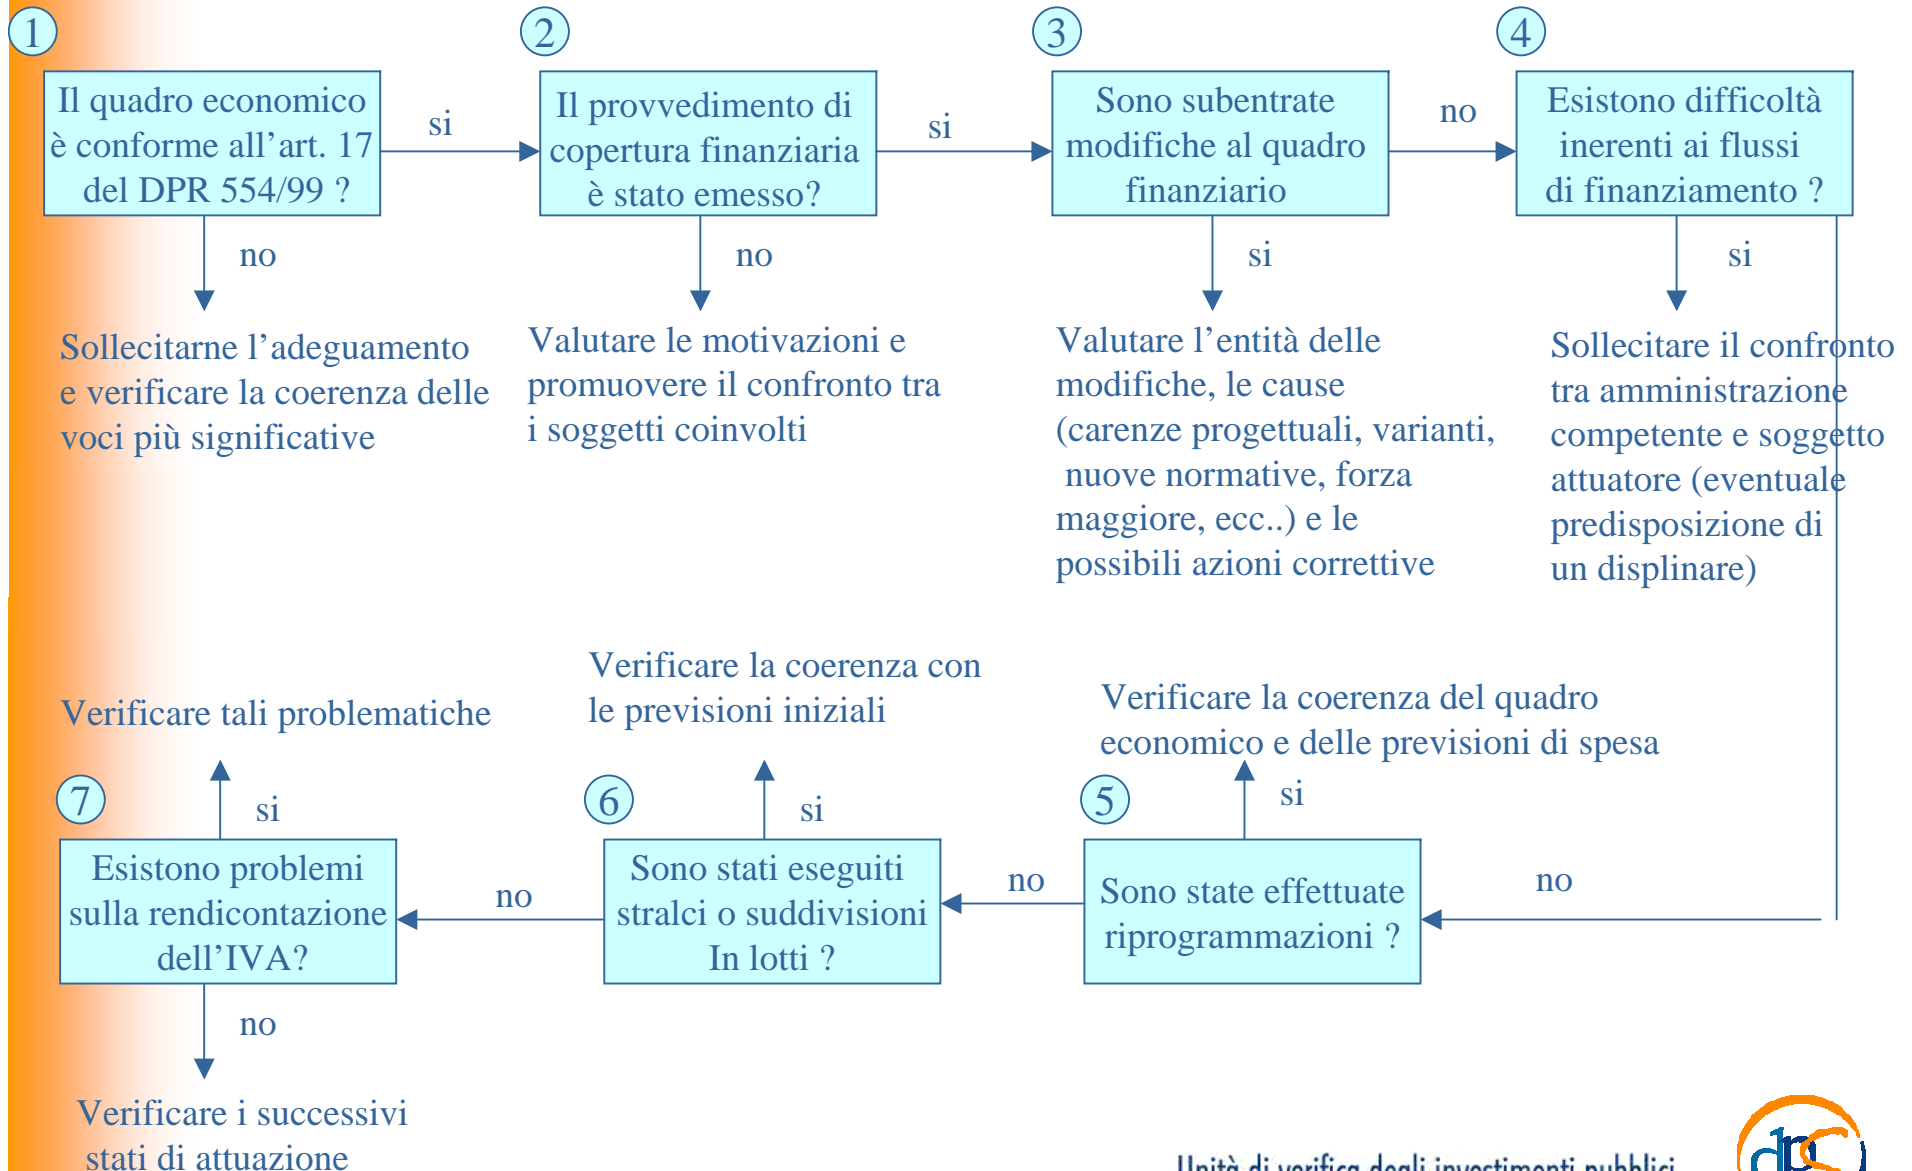 1
Il quadro economico
è conforme all’art. 17
del DPR 554/99 ?
si
no
Sollecitarne l’adeguamento
e verificare la coerenza delle
voci più significative
2
Il provvedimento di
copertura finanziaria
è stato emesso?
si
no
Valutare le motivazioni e
promuovere il confronto tra
i soggetti coinvolti
3
Sono subentrate
modifiche al quadro
finanziario
no
si
Valutare l’entità delle
modifiche, le cause
(carenze progettuali, varianti,
nuove normative, forza
maggiore, ecc..) e le
possibili azioni correttive
4
Esistono difficoltà
inerenti ai flussi
di finanziamento ?
si
Sollecitare il confronto
tra amministrazione
competente e soggetto
attuatore (eventuale
predisposizione di
un displinare)
no
5
Sono state effettuate
riprogrammazioni ?
si
Verificare la coerenza del quadro
economico e delle previsioni di spesa
no
6
Sono stati eseguiti
stralci o suddivisioni
In lotti ?
si
Verificare la coerenza con
le previsioni iniziali
no
7
Esistono problemi
sulla rendicontazione
dell’IVA?
si
Verificare tali problematiche
no
Verificare i successivi
stati di attuazione
Unità di verifica degli investimenti pubblici
dps